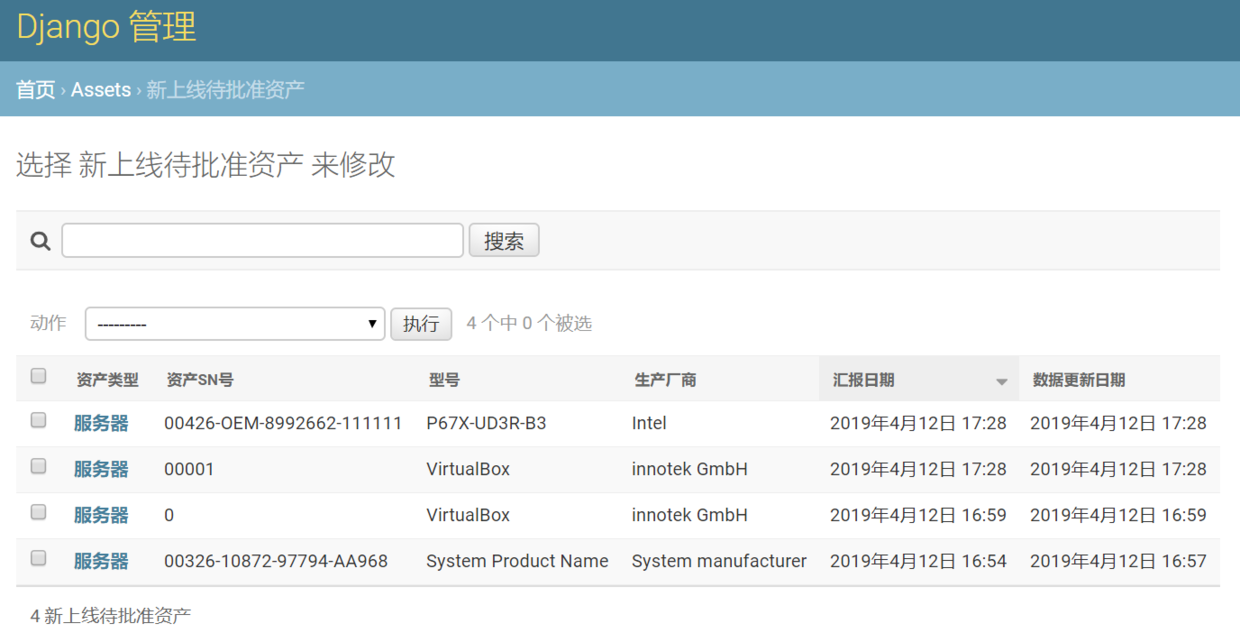 Django 管理
首页 › Assets › 新上线待批准资产
选择 新上线待批准资产 来修改
搜索
动作 --------- 执行 4 个中 0 个被选
资产类型 资产SN号 型号 生产厂商 汇报日期 数据更新日期
服务器 00426-OEM-8992662-111111 P67X-UD3R-B3 Intel 2019年4月12日 17:28 2019年4月12日 17:28
服务器 00001 VirtualBox innotek GmbH 2019年4月12日 17:28 2019年4月12日 17:28
服务器 0 VirtualBox innotek GmbH 2019年4月12日 16:59 2019年4月12日 16:59
服务器 00326-10872-97794-AA968 System Product Name System manufacturer 2019年4月12日 16:54 2019年4月12日 16:57
4 新上线待批准资产